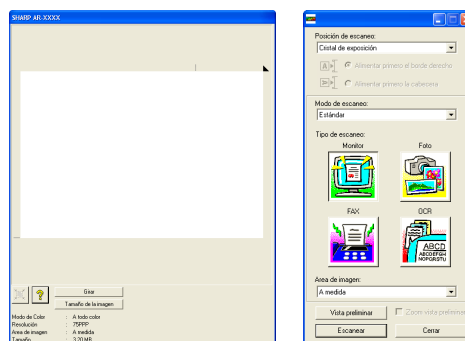 SHARP AR-XXXX
Girar
Tamaño de la imagen
Modo de Color : A todo color
Resolución : 75PPP
Area de imagen : A medida
Tamaño : 3.20 MB
Posición de escaneo:
Cristal de exposición
Alimentar primero el borde derecho
Alimentar primero la cabecera
Modo de escaneo:
Estándar
Tipo de escaneo:
Monitor Foto
FAX OCR
ABCD
ABCDEFGH
NOPQRSTU
Area de imagen:
A medida
Vista preliminar Zoom vista preliminar
Escanear Cerrar